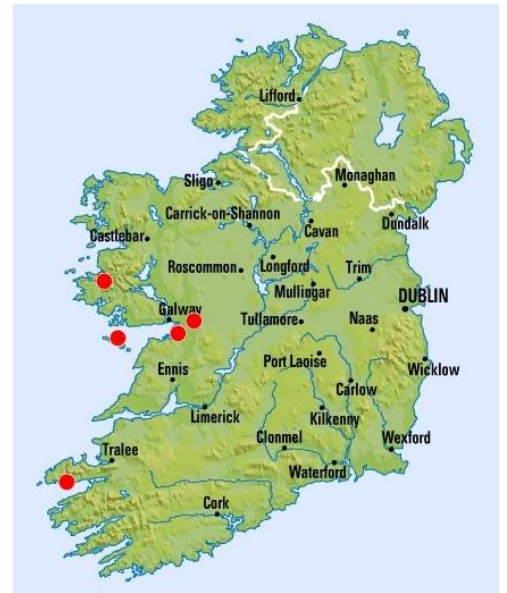 Lifford
Sligo
Monaghan
Carrick-on-Shannon
Cavan
Dundalk
Castlebar
Roscommon
Longford
Trim
Mullingar
DUBLIN
Galway
Tullamore
Naas
Port Laoise
Ennis
Wicklow
Carlow
Limerick
Kilkenny
Clonmel
Wexford
Tralee
Waterford
Cork